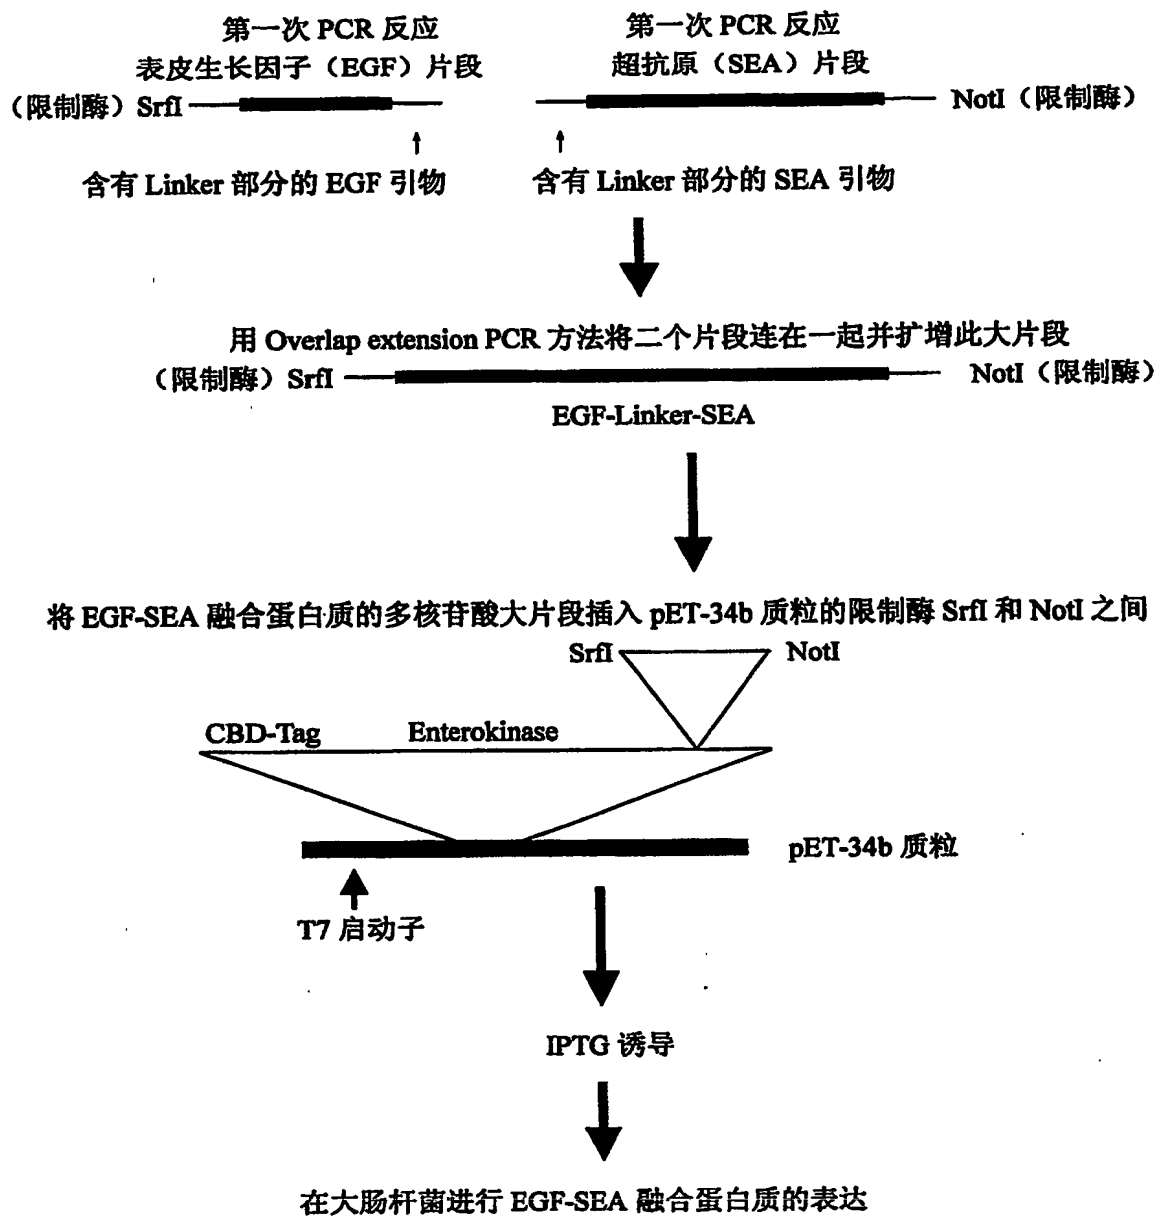 第一次 PCR 反应
表皮生长因子（EGF）片段
（限制酶）SrfI
含有 Linker 部分的 EGF 引物
第一次 PCR 反应
超抗原（SEA）片段
NotI（限制酶）
含有 Linker 部分的 SEA 引物
用 Overlap extension PCR 方法将二个片段连在一起并扩增此大片段
（限制酶）SrfI
NotI（限制酶）
EGF-Linker-SEA
将 EGF-SEA 融合蛋白质的多核苷酸大片段插入 pET-34b 质粒的限制酶 SrfI 和 NotI 之间
SrfI
NotI
CBD-Tag
Enterokinase
pET-34b 质粒
T7 启动子
IPTG 诱导
在大肠杆菌进行 EGF-SEA 融合蛋白质的表达